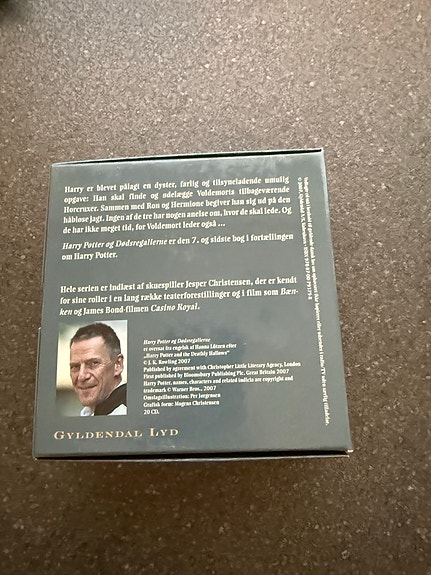 Harry er blevet pålagt en dyster, farlig og tilsyneladende umulig
opgave: Han skal finde og ødelægge Voldemorts tilbageværende
Horcruxer. Sammen med Ron og Hermione begiver han sig ud på den
håbløse jagt. Ingen af de tre har nogen anelse om, hvor de skal lede. Og
de har ikke meget tid, for Voldemort leder også ...
Harry Potter og Dødsregalierne er den 7. og sidste bog i fortællingen
om Harry Potter.
Hele serien er indlæst af skuespiller Jesper Christensen, der er kendt
for sine roller i en lang række teaterforestillinger og i film som Bæn-
ken og James Bond-filmen Casino Royal.
Harry Potter og Dødsregalierne
er oversat fra engelsk af Hanna Lützen efter
„Harry Potter and the Deathly Hallows"
© J. K. Rowling 2007
Published by agreement with Christopher Little Literary Agency, London
First published by Bloomsbury Publishing Plc, Great Britain 2007
Harry Potter, names, characters and related indicia are copyright and
trademark © Warner Bros., 2007
Omslagsillustration: Per Jørgensen
Grafisk form: Mogens Christensen
20 CD.
GYLDENDAL LYD